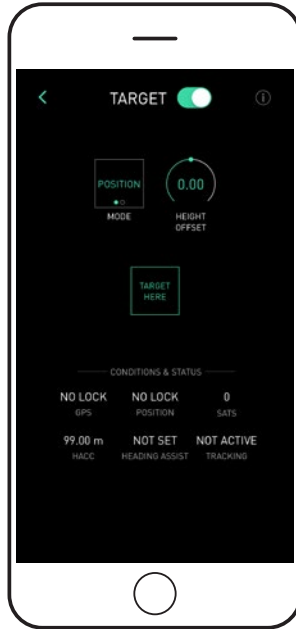 TARGET
POSITION
0.00
MODE
HEIGHT
OFFSET
TARGET
HERE
CONDITIONS & STATUS
NO LOCK NO LOCK 0
GPS POSITION SATS
99.00 m NOT SET NOT ACTIVE
HACC HEADING ASSIST TRACKING